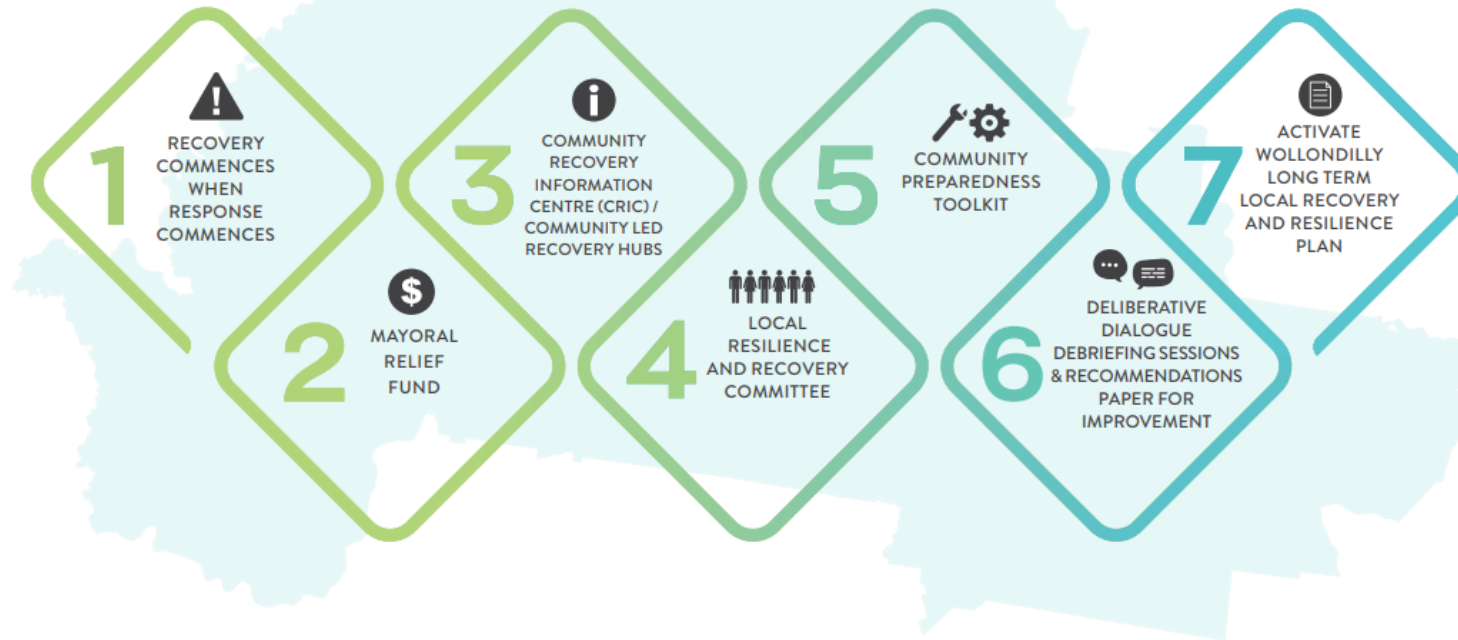 1
RECOVERY
COMMENCES
WHEN
RESPONSE
COMMENCES
2
$
MAYORAL
RELIEF
FUND
3
i
COMMUNITY
RECOVERY
INFORMATION
CENTRE (CRIC) /
COMMUNITY LED
RECOVERY HUBS
4
LOCAL
RESILIENCE
AND RECOVERY
COMMITTEE
5
COMMUNITY
PREPAREDNESS
TOOLKIT
6
DELIBERATIVE
DIALOGUE
DEBRIEFING SESSIONS
& RECOMMENDATIONS
PAPER FOR
IMPROVEMENT
7
ACTIVATE
WOLLONDILLY
LONG TERM
LOCAL RECOVERY
AND RESILIENCE
PLAN